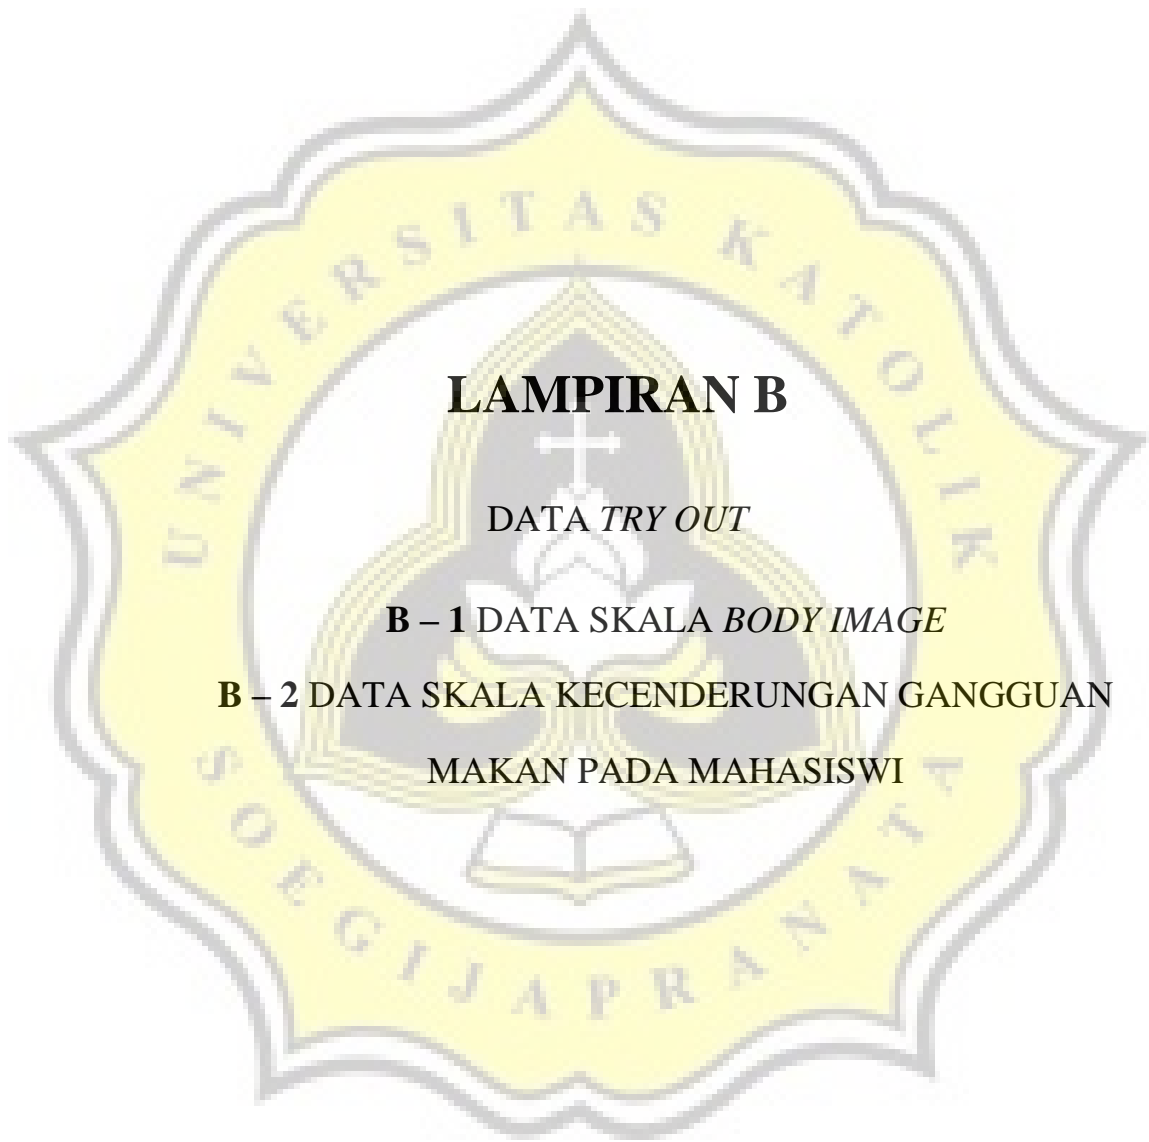 UNIVERSITAS KATOLIK
LAMPIRAN B
DATA TRY OUT
B – 1 DATA SKALA BODY IMAGE
B – 2 DATA SKALA KECENDERUNGAN GANGGUAN
MAKAN PADA MAHASISWI
SOEGIJAPRANATA